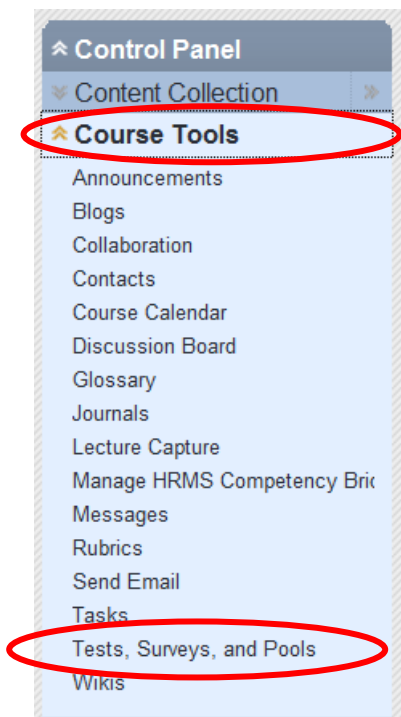 Control Panel
Content Collection
Course Tools
Announcements
Blogs
Collaboration
Contacts
Course Calendar
Discussion Board
Glossary
Journals
Lecture Capture
Manage HRMS Competency
Messages
Rubrics
Send Email
Tasks
Tests, Surveys, and Pools
Wikis